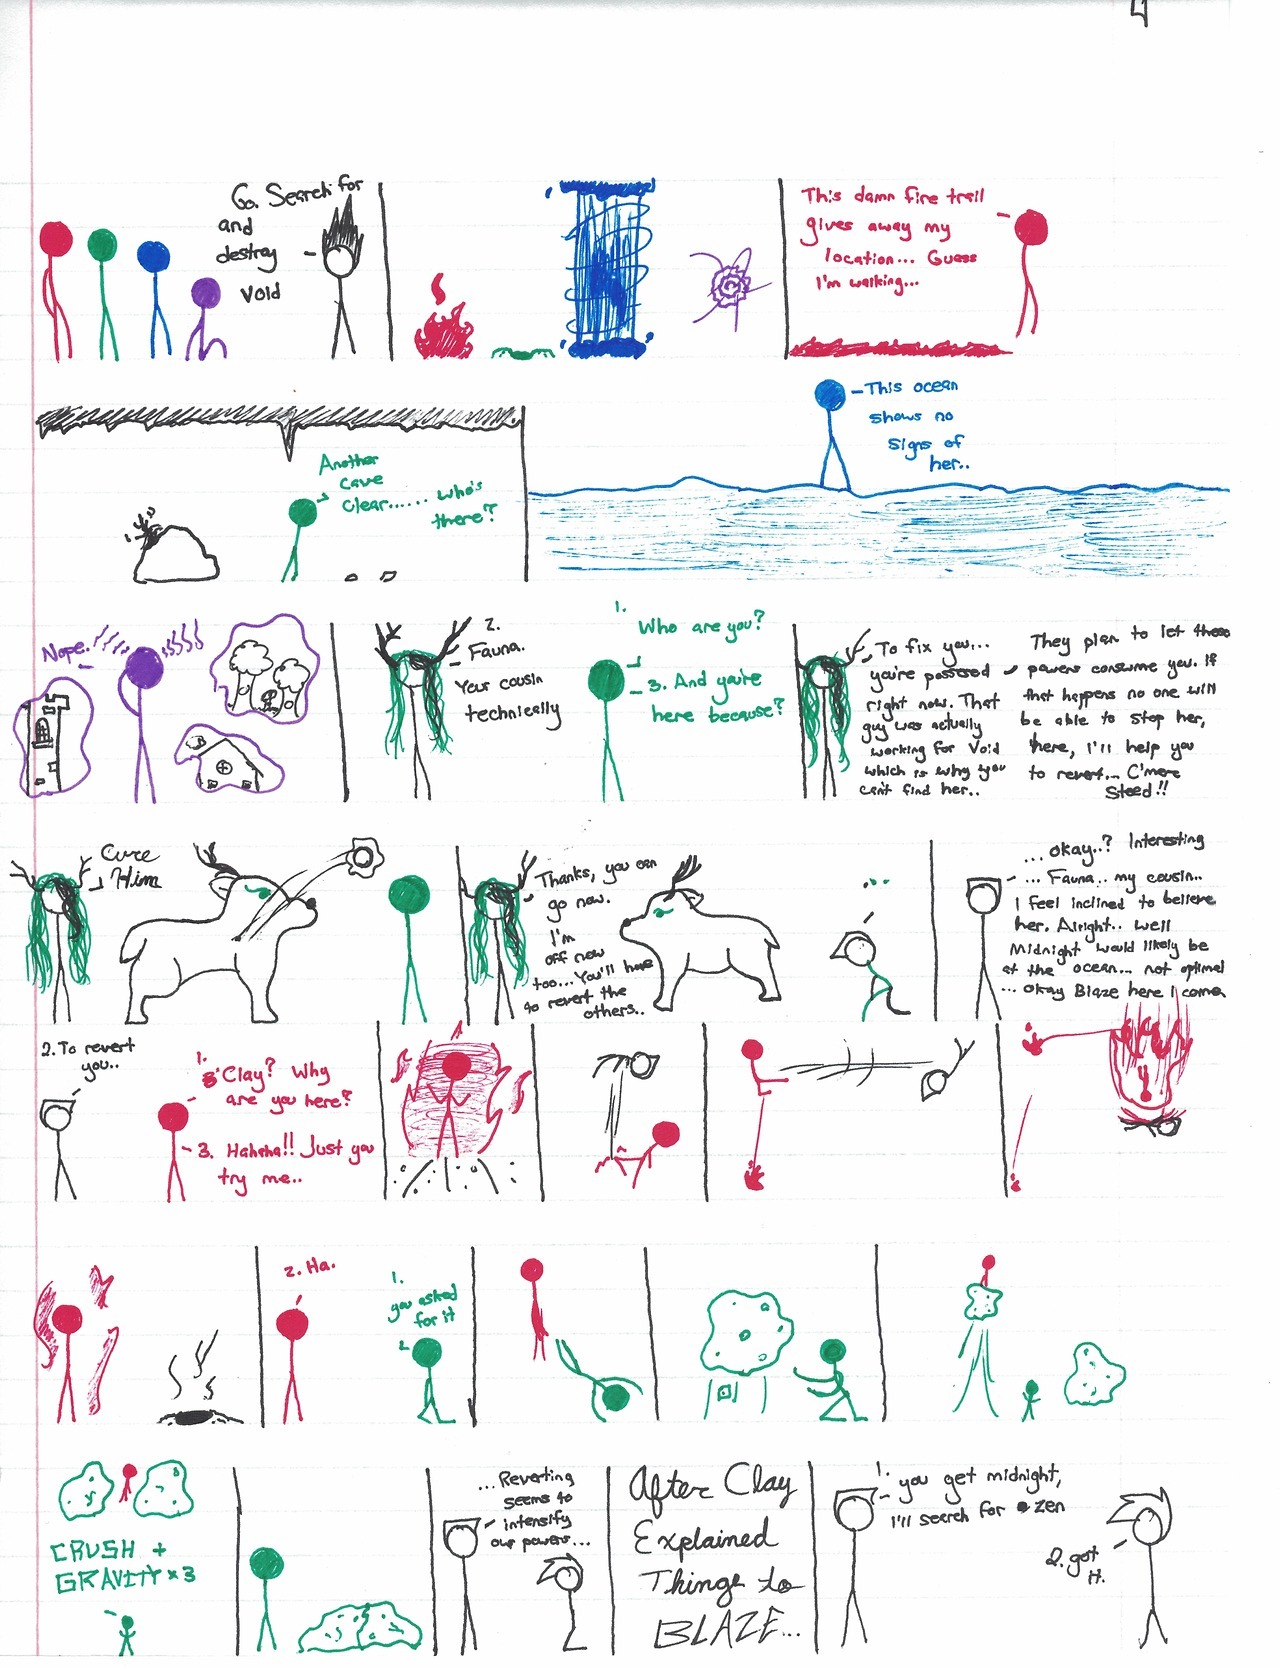 4
Go. Search for
and
destroy
Void
This damn fire trail
gives away my
location... Guess
I'm walking...
Another
cave
clear...... who's
there?
This ocean
shows no
signs of
her..
Nope.
2.
Fauna.
Your cousin
technically
1.
Who are you?
3. And you're
here because?
To fix you...
you're possessed
right now. That
guy was actually
working for Void
which is why you
can't find her..
They plan to let these
powers consume you. If
that happens no one will
be able to stop her,
here, I'll help you
to revert... C'mere
Steed!!
Cure
Him
Thanks, you can
go now.
I'm
off now
too... You'll have
to revert the
others..
...
... okay..? Interesting
... Fauna.. my cousin..
I feel inclined to believe
her. Alright.. well
Midnight would likely be
at the ocean... not optimal
... okay Blaze here I come
2. To revert
you..
1.
Clay? Why
are you here?
3. Hahaha!! Just you
try me..
2. Ha.
1.
you asked
for it
CRUSH +
GRAVITY x 3
...Reverting
seems to
intensify
our powers...
After Clay
Explained
Things to
BLAZE...
1. you get midnight,
I'll search for zen
2. got
it.